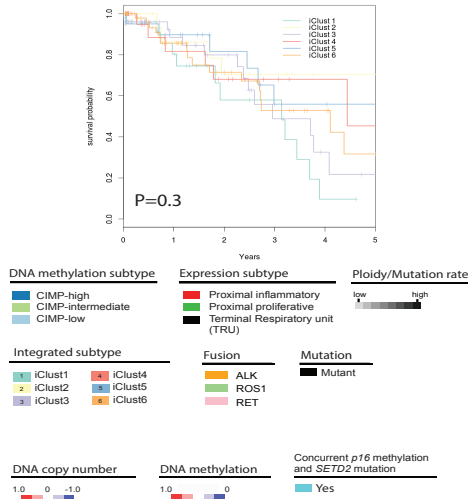 1.0
0.8
0.6
0.4
0.2
0.0
survival probability
iClust 1
iClust 2
iClust 3
iClust 4
iClust 5
iClust 6
P=0.3
0 1 2 3 4 5
Years
DNA methylation subtype
CIMP-high
CIMP-intermediate
CIMP-low
Expression subtype
Proximal inflammatory
Proximal proliferative
Terminal Respiratory unit
(TRU)
Ploidy/Mutation rate
low high
Integrated subtype
1 iClust1
2 iClust2
3 iClust3
4 iClust4
5 iClust5
6 iClust6
Fusion
ALK
ROS1
RET
Mutation
Mutant
DNA copy number
1.0 0 -1.0
DNA methylation
1.0 0
Concurrent p16 methylation
and SETD2 mutation
Yes